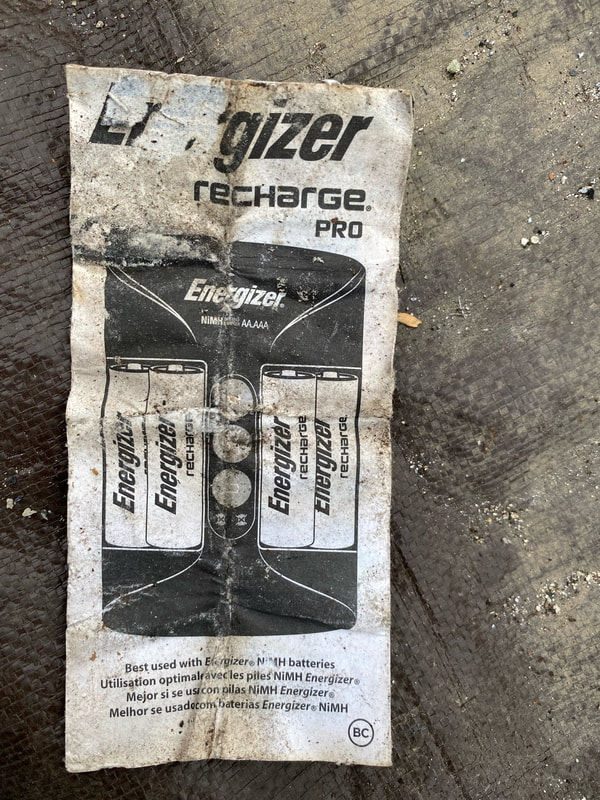 Energizer
recharge®
PRO
Energizer®
NiMH AA.AAA
Energizer
Energizer
recharge
Energizer
recharge
Energizer
recharge
Best used with Energizer® NiMH batteries
Utilisation optimale avec les piles NiMH Energizer®
Mejor si se usa con pilas NiMH Energizer®
Melhor se usado com baterias Energizer® NiMH
BC